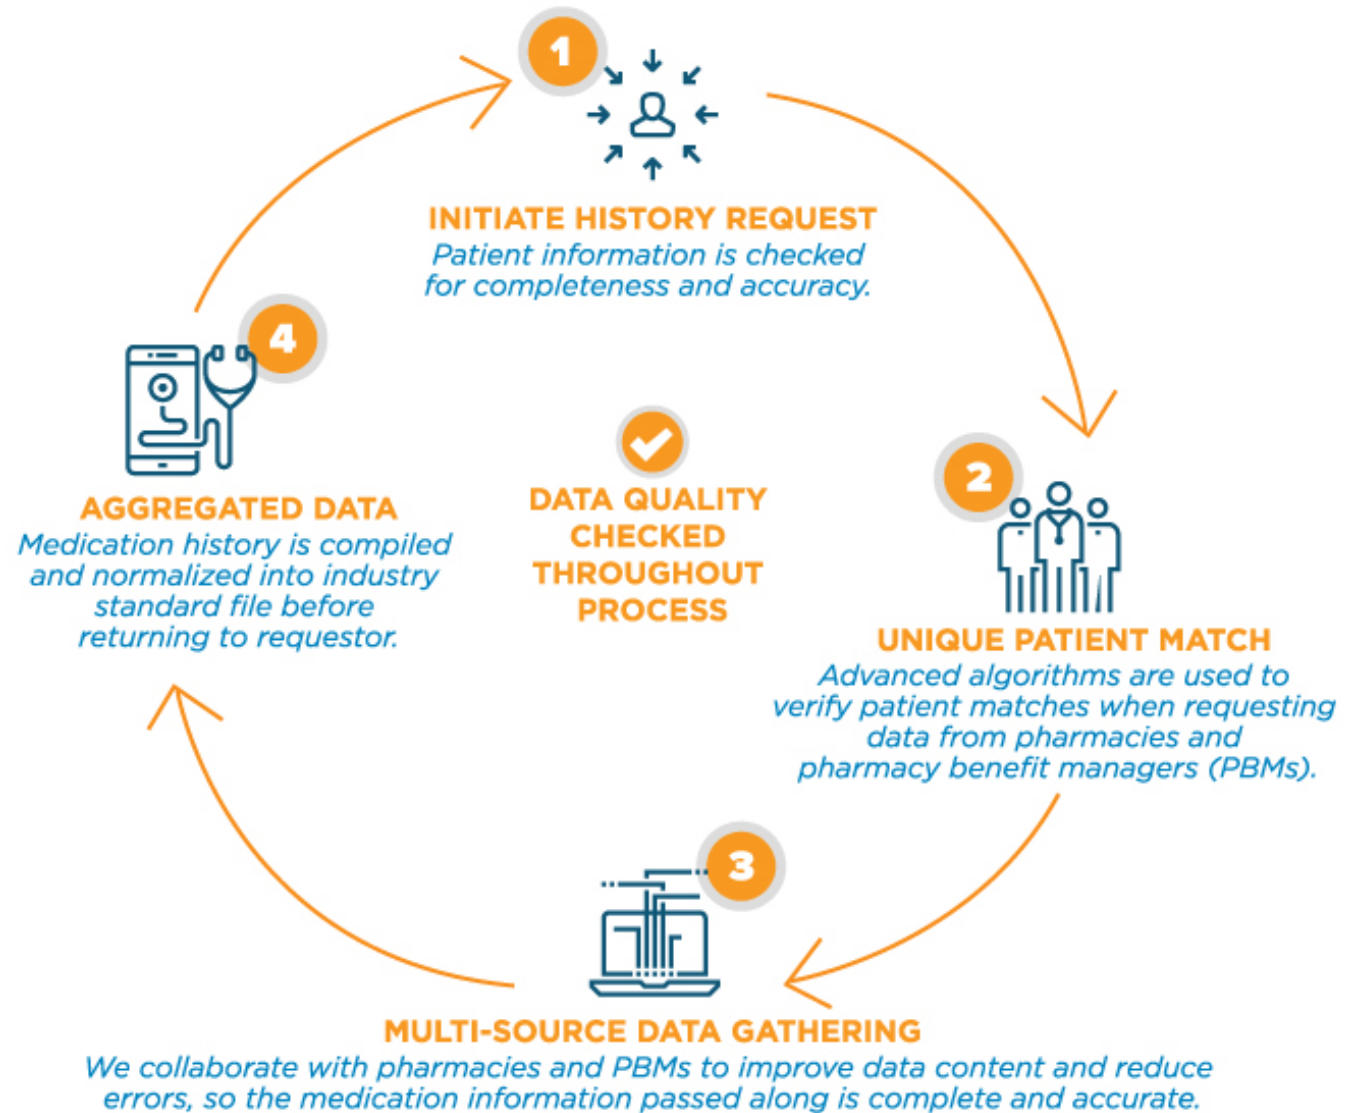 1
INITIATE HISTORY REQUEST
Patient information is checked
for completeness and accuracy.
2
UNIQUE PATIENT MATCH
Advanced algorithms are used to
verify patient matches when requesting
data from pharmacies and
pharmacy benefit managers (PBMs).
3
MULTI-SOURCE DATA GATHERING
We collaborate with pharmacies and PBMs to improve data content and reduce
errors, so the medication information passed along is complete and accurate.
4
AGGREGATED DATA
Medication history is compiled
and normalized into industry
standard file before
returning to requestor.
DATA QUALITY
CHECKED
THROUGHOUT
PROCESS